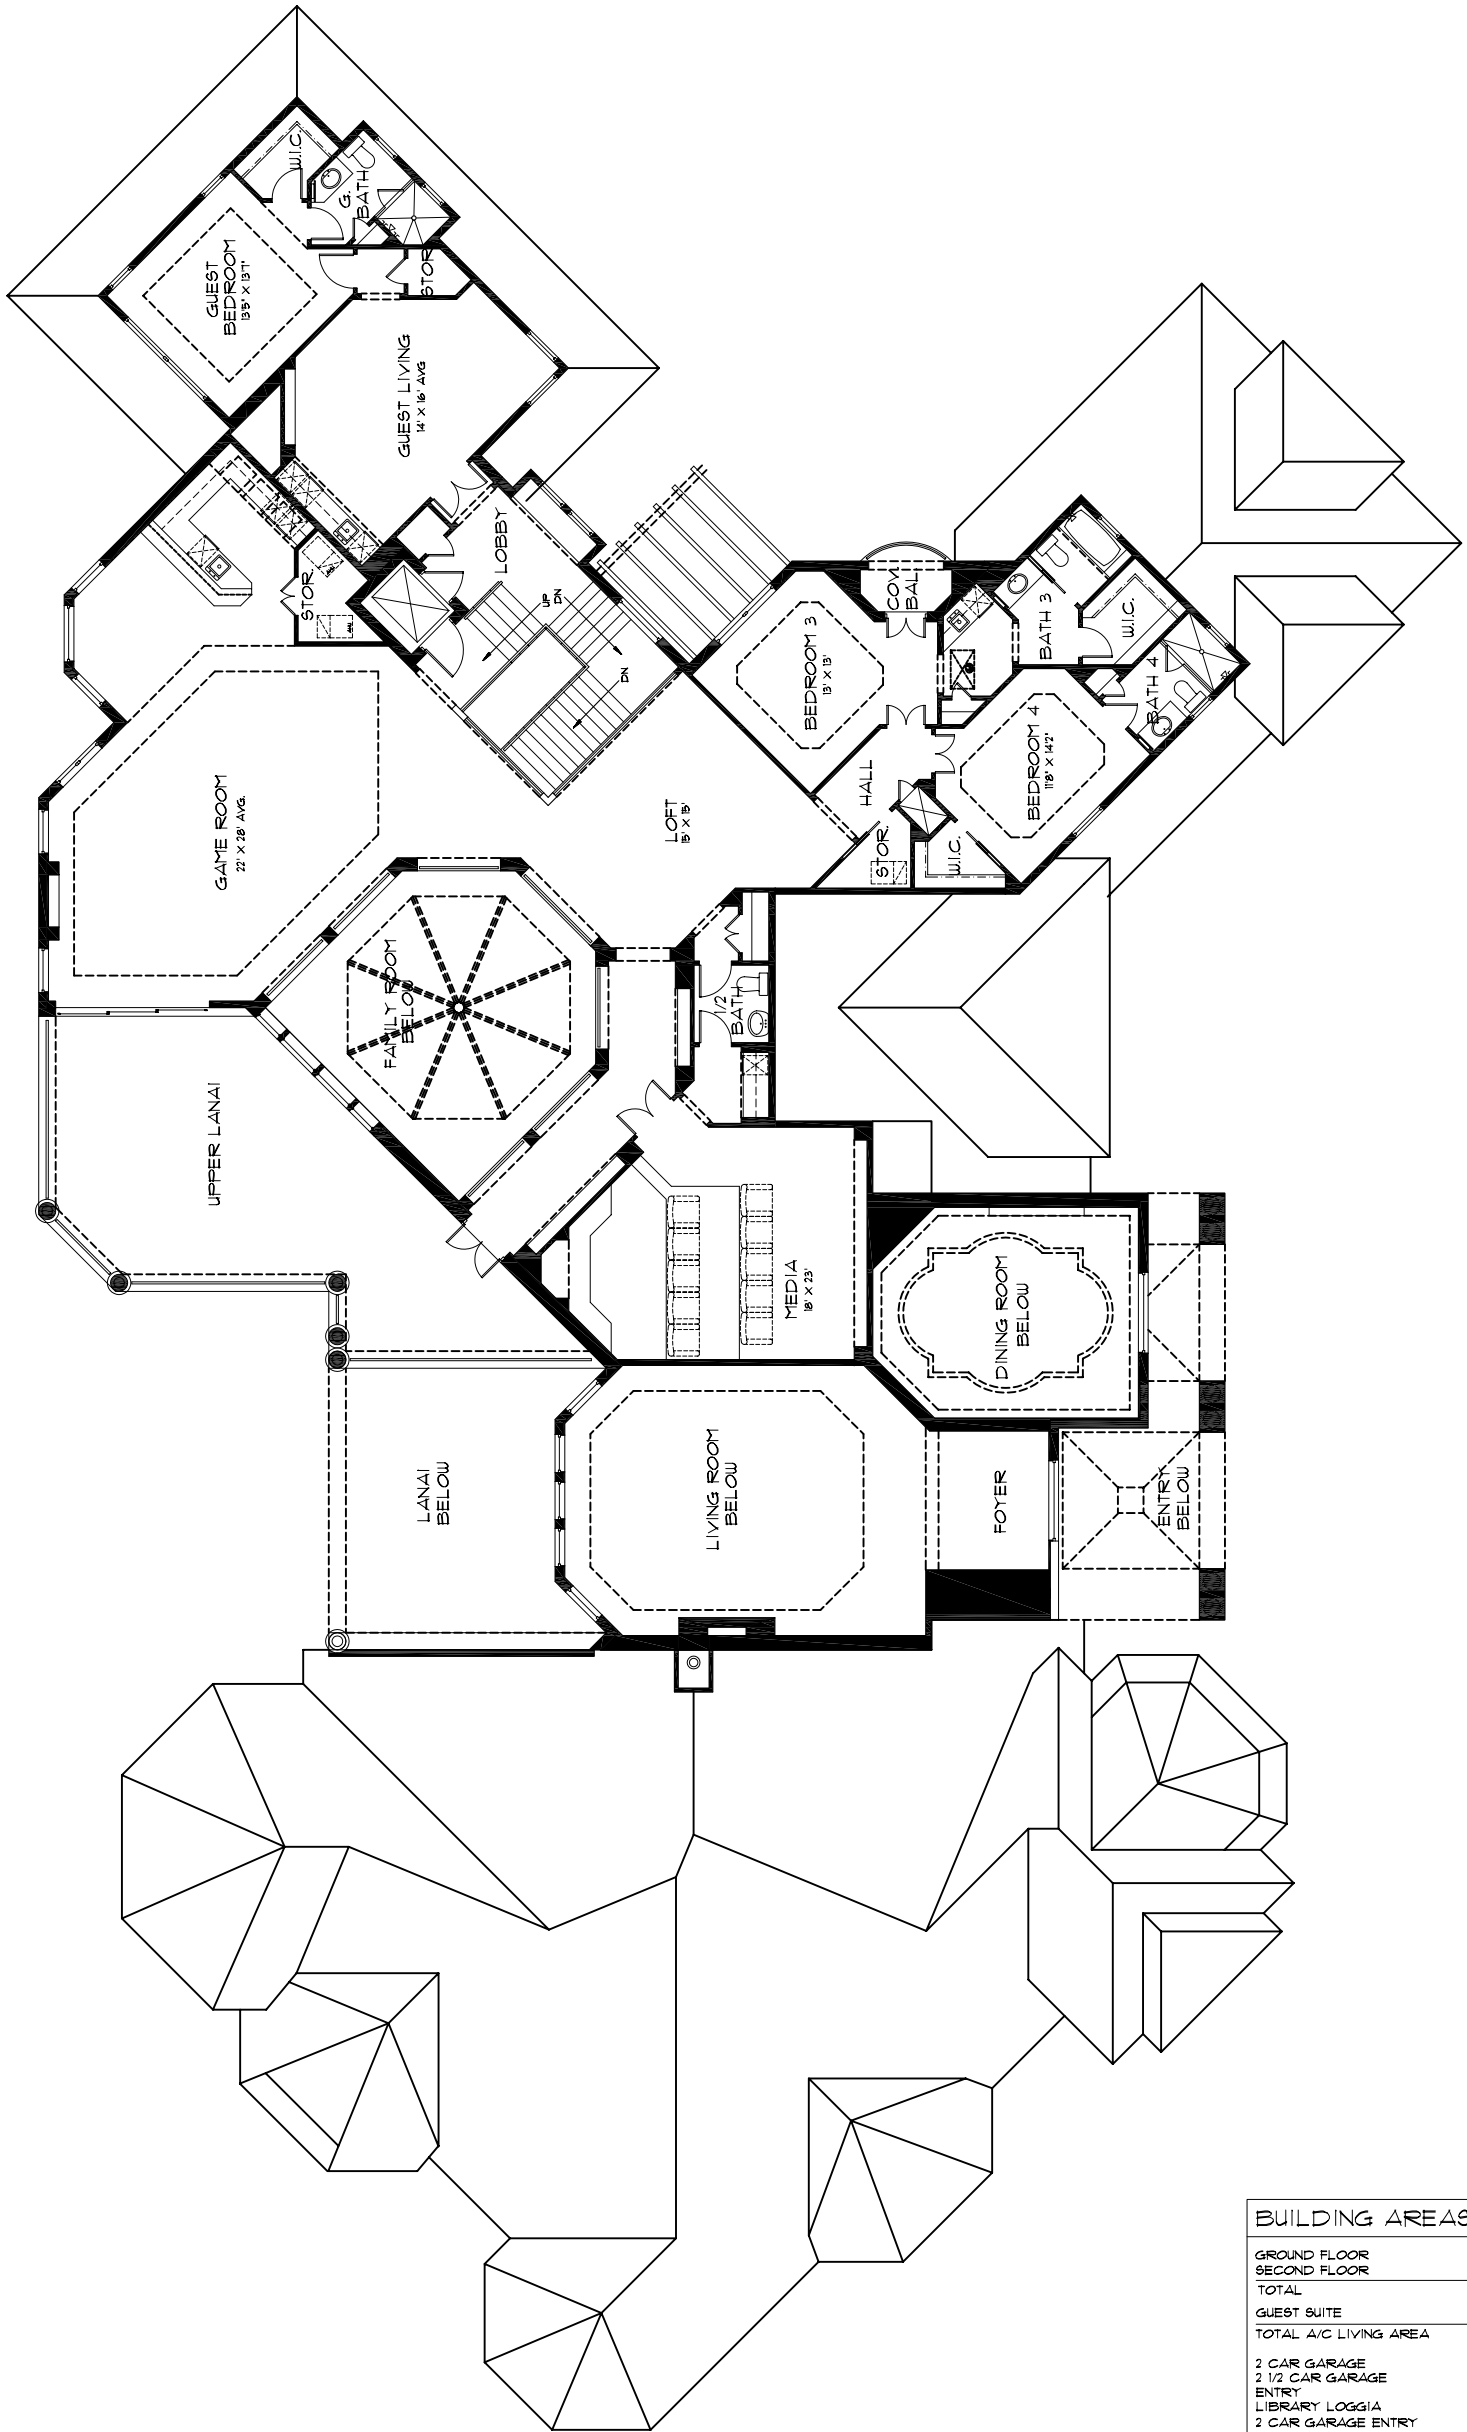 W.I.C.
G.
BATH
GUEST
BEDROOM
13'5" X 13'7"
STOR
GUEST LIVING
14' X 16' AVG
LOBBY
STOR.
UP
DN
DN
COV
BAL
BEDROOM 3
13' X 13'
BATH 3
W.I.C.
BATH 4
BEDROOM 4
11'8" X 14'2"
HALL
STOR.
W.I.C.
GAME ROOM
22' X 28' AVG.
LOFT
15' X 15'
FAMILY ROOM
BELOW
1/2
BATH
UPPER LANAI
MEDIA
18' X 23'
DINING ROOM
BELOW
LANAI
BELOW
LIVING ROOM
BELOW
FOYER
ENTRY
BELOW
BUILDING AREAS
GROUND FLOOR
SECOND FLOOR
TOTAL
GUEST SUITE
TOTAL A/C LIVING AREA
2 CAR GARAGE
2 1/2 CAR GARAGE
ENTRY
LIBRARY LOGGIA
2 CAR GARAGE ENTRY